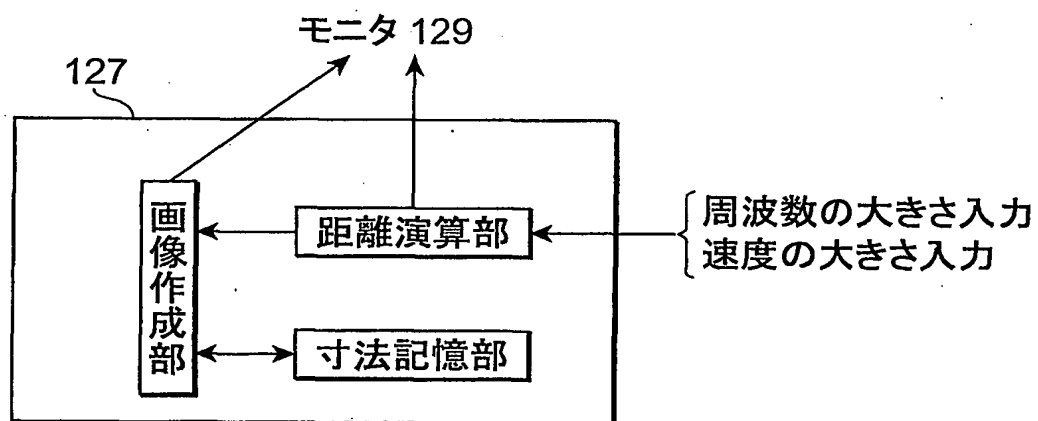 モニタ 129
127
画像作成部
距離演算部
周波数の大きさ入力
速度の大きさ入力
寸法記憶部